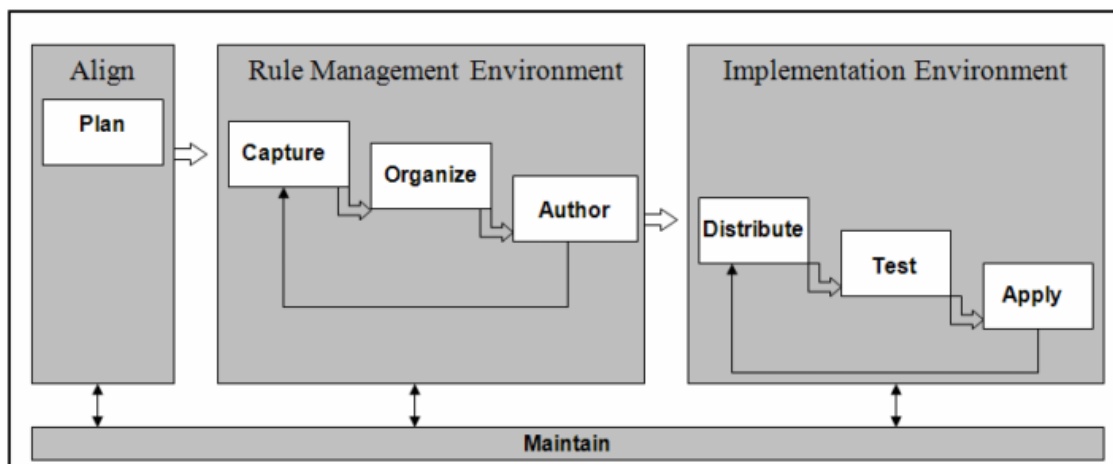 Align
Plan
Rule Management Environment
Capture
Organize
Author
Implementation Environment
Distribute
Test
Apply
Maintain